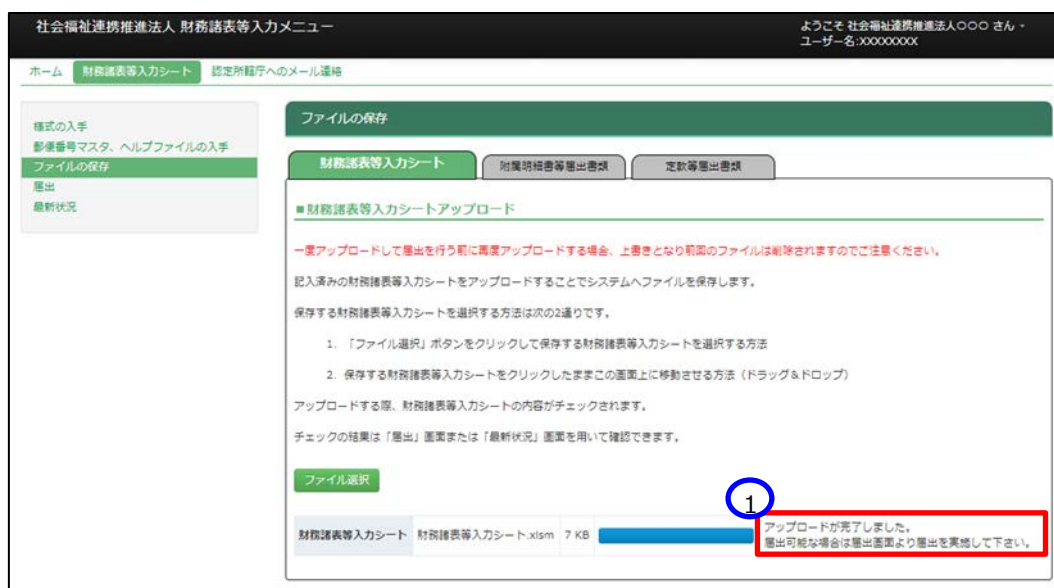 社会福祉連携推進法人 財務諸表等入力メニュー
ようこそ 社会福祉連携推進法人○○○ さん
ユーザー名:XXXXXXXX
ホーム 財務諸表等入力シート 認定所轄庁へのメール連絡
様式の入手
郵便番号マスタ、ヘルプファイルの入手
ファイルの保存
届出
最新状況
ファイルの保存
財務諸表等入力シート 附属明細書等届出書類 定款等届出書類
■財務諸表等入力シートアップロード
一度アップロードして届出を行う前に再度アップロードする場合、上書きとなり前回のファイルは削除されますのでご注意ください。
記入済みの財務諸表等入力シートをアップロードすることでシステムへファイルを保存します。
保存する財務諸表等入力シートを選択する方法は次の2通りです。
1. 「ファイル選択」ボタンをクリックして保存する財務諸表等入力シートを選択する方法
2. 保存する財務諸表等入力シートをクリックしたままこの画面上に移動させる方法（ドラッグ&ドロップ）
アップロードする際、財務諸表等入力シートの内容がチェックされます。
チェックの結果は「届出」画面または「最新状況」画面を用いて確認できます。
ファイル選択
1
財務諸表等入力シート 財務諸表等入力シート.xlsm 7 KB
アップロードが完了しました。
届出可能な場合は届出画面より届出を実施して下さい。